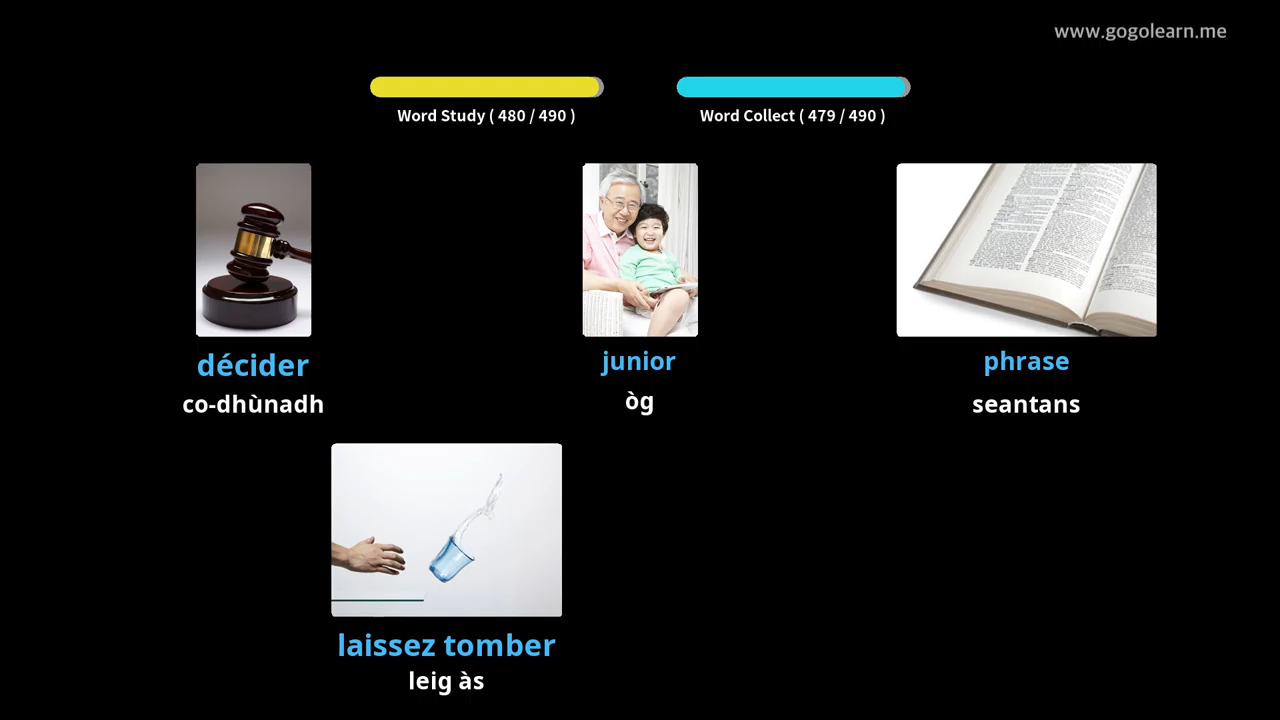 www.gogolearn.me
Word Study ( 480 / 490 )
Word Collect ( 479 / 490 )
décider
co-dhùnadh
junior
òg
phrase
seantans
laissez tomber
leig às